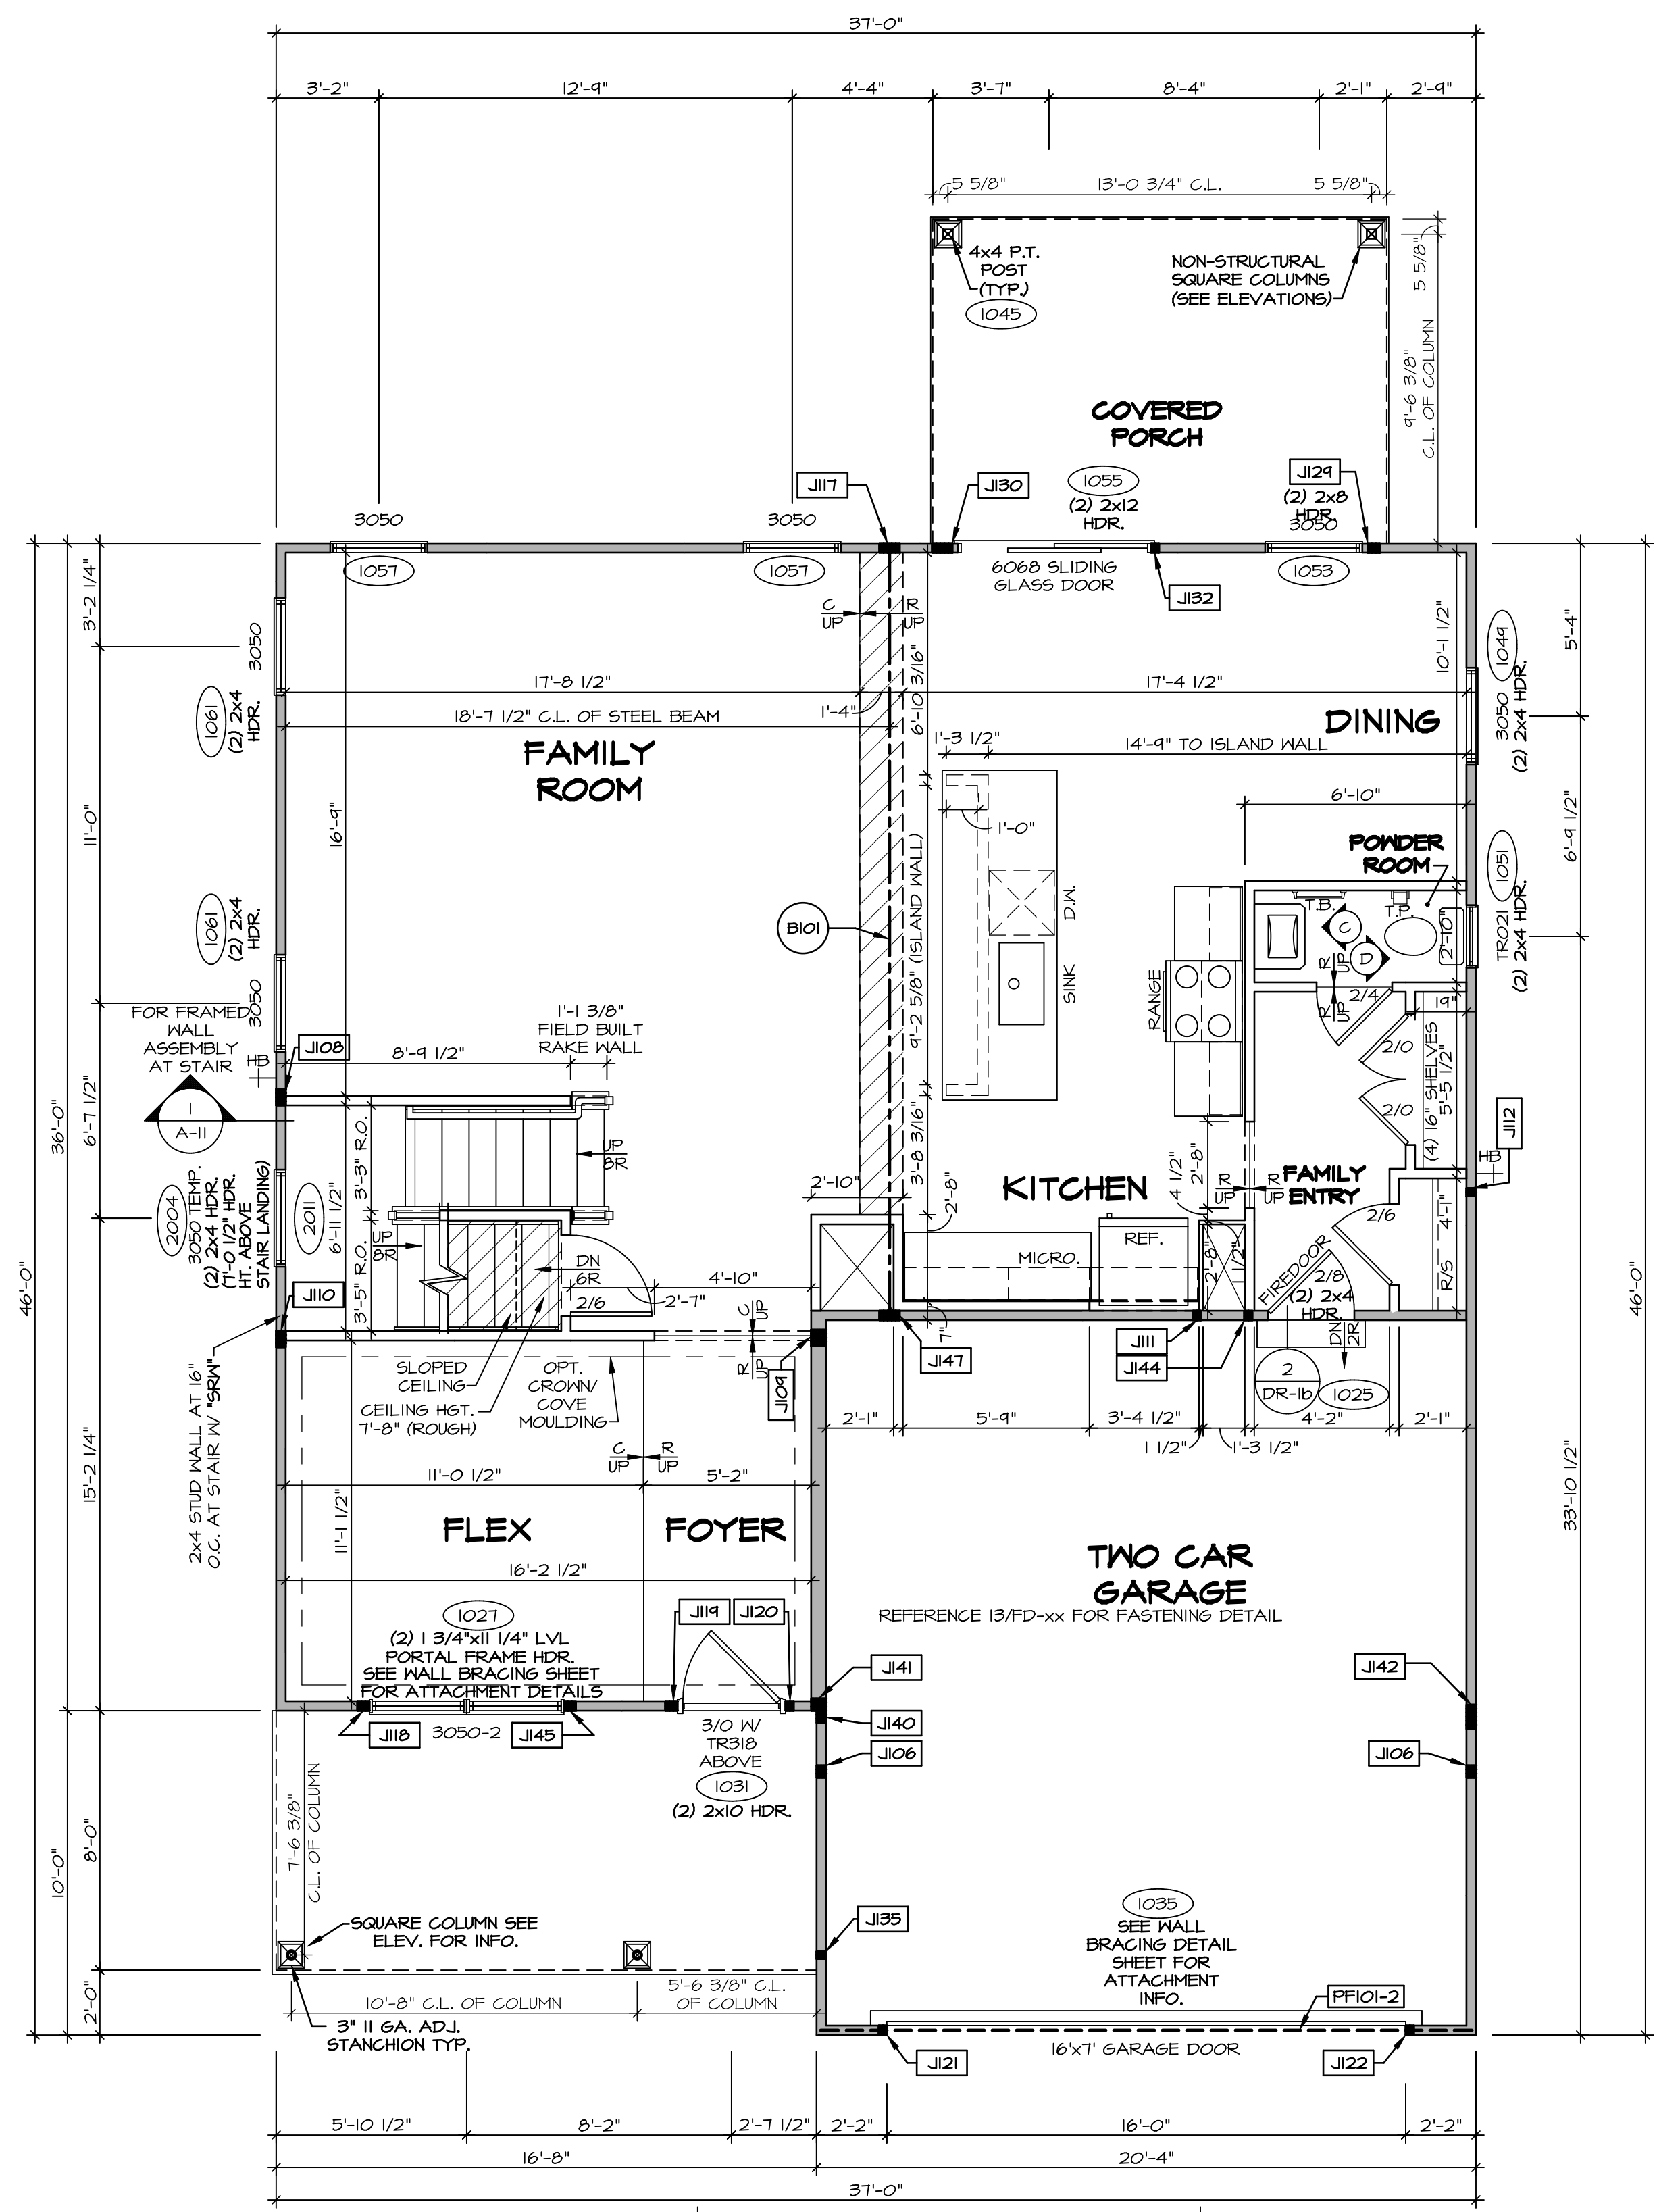 37'-0"
3'-2"
12'-9"
4'-4"
3'-7"
8'-4"
2'-1"
2'-9"
5 5/8"
13'-0 3/4" C.L.
5 5/8"
4x4 P.T.
POST
(TYP.)
1045
NON-STRUCTURAL
SQUARE COLUMNS
(SEE ELEVATIONS)
5 5/8"
9'-6 3/8"
C.L. OF COLUMN
COVERED
PORCH
J117
J130
1055
(2) 2x12
HDR.
J129
(2) 2x8
HDR.
3050
3050
3050
1057
1057
6068 SLIDING
GLASS DOOR
J132
1053
3'-2 1/4"
3050
1061
(2) 2x4
HDR.
C
UP
R
UP
10'-1 1/2"
1049
3050
(2) 2x4 HDR.
5'-4"
17'-8 1/2"
1'-4"
6'-10 3/16"
17'-4 1/2"
18'-7 1/2" C.L. OF STEEL BEAM
DINING
1'-3 1/2"
14'-9" TO ISLAND WALL
FAMILY
ROOM
16'-9"
11'-0"
6'-10"
1'-0"
6'-9 1/2"
POWDER
ROOM
1051
TR021
(2) 2x4 HDR.
1061
(2) 2x4
HDR.
3050
B101
9'-2 5/8" (ISLAND WALL)
D.W.
SINK
RANGE
T.B.
T.P.
C
D
2'-10"
R
UP
R
UP
2/4
19"
2/0
2/0
(4) 16" SHELVES
5'-5 1/2"
FOR FRAMED
WALL
ASSEMBLY
AT STAIR
HB
1
A-11
J108
8'-9 1/2"
1'-1 3/8"
FIELD BUILT
RAKE WALL
J112
HB
36'-0"
6'-7 1/2"
46'-0"
46'-0"
3'-3" R.O.
6'-11 1/2"
3'-5" R.O.
UP
8R
UP
8R
3'-8 3/16"
2'-8"
2'-10"
KITCHEN
4 1/2"
2'-8"
R
UP
R
UP
FAMILY
ENTRY
2/6
4'-1"
R/S
2004
3050 TEMP.
(2) 2x4 HDR.
(7'-0 1/2" HDR.
HT. ABOVE
STAIR LANDING)
2011
J110
DN
6R
2/6
4'-10"
2'-7"
C
UP
R
UP
MICRO.
REF.
2'-8"
1/2"
FIREDOOR
2/8
(2) 2x4
HDR.
DN
2R
7"
J109
J147
J111
J144
2
DR-1b
1025
SLOPED
CEILING
CEILING HGT.
7'-8" (ROUGH)
OPT.
CROWN/
COVE
MOULDING
2x4 STUD WALL AT 16"
O.C. AT STAIR W/ "SRW"
2'-1"
5'-9"
3'-4 1/2"
1 1/2"
1'-3 1/2"
4'-2"
2'-1"
15'-2 1/4"
C
UP
R
UP
11'-0 1/2"
5'-2"
11'-1 1/2"
FLEX
FOYER
16'-2 1/2"
33'-10 1/2"
TWO CAR
GARAGE
REFERENCE 13/FD-xx FOR FASTENING DETAIL
1027
(2) 1 3/4"x11 1/4" LVL
PORTAL FRAME HDR.
SEE WALL BRACING SHEET
FOR ATTACHMENT DETAILS
J119
J120
J141
J142
J118
3050-2
J145
3/0 W/
TR318
ABOVE
1031
(2) 2x10 HDR.
J140
J106
J106
7'-6 3/8"
C.L. OF COLUMN
8'-0"
10'-0"
2'-0"
SQUARE COLUMN SEE
ELEV. FOR INFO.
J135
1035
SEE WALL
BRACING DETAIL
SHEET FOR
ATTACHMENT
INFO.
PF101-2
10'-8" C.L. OF COLUMN
5'-6 3/8" C.L.
OF COLUMN
3" 11 GA. ADJ.
STANCHION TYP.
J121
16'x7' GARAGE DOOR
J122
5'-10 1/2"
8'-2"
2'-7 1/2"
2'-2"
16'-0"
2'-2"
16'-8"
20'-4"
37'-0"